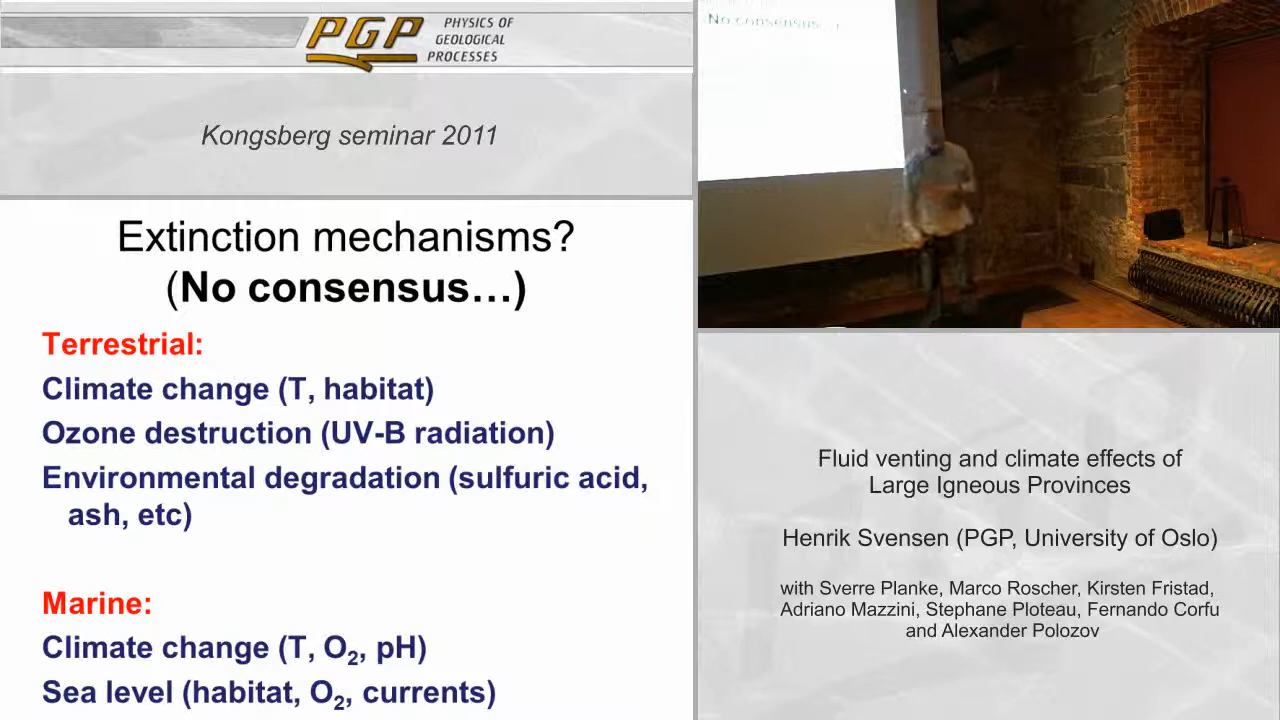 PGP
PHYSICS OF
GEOLOGICAL
PROCESSES
Kongsberg seminar 2011
Extinction mechanisms?
(No consensus…)
Terrestrial:
Climate change (T, habitat)
Ozone destruction (UV-B radiation)
Environmental degradation (sulfuric acid,
ash, etc)
Marine:
Climate change (T, O₂, pH)
Sea level (habitat, O₂, currents)
(No consensus…)
Fluid venting and climate effects of
Large Igneous Provinces
Henrik Svensen (PGP, University of Oslo)
with Sverre Planke, Marco Roscher, Kirsten Fristad,
Adriano Mazzini, Stephane Ploteau, Fernando Corfu
and Alexander Polozov